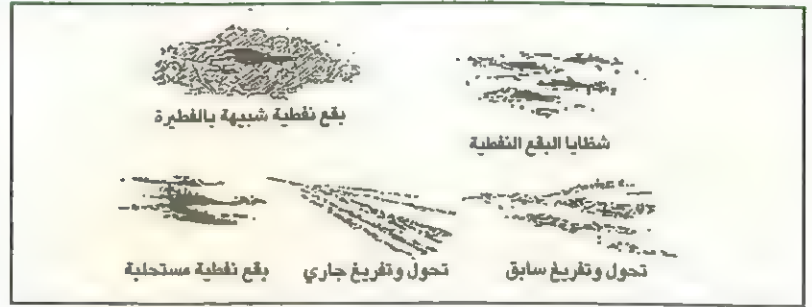 بقع نفطية شبيهة بالفطيرة
شظايا البقع النفطية
تحول وتفريغ سابق
تحول وتفريغ جاري
بقع نفطية مستحلبة